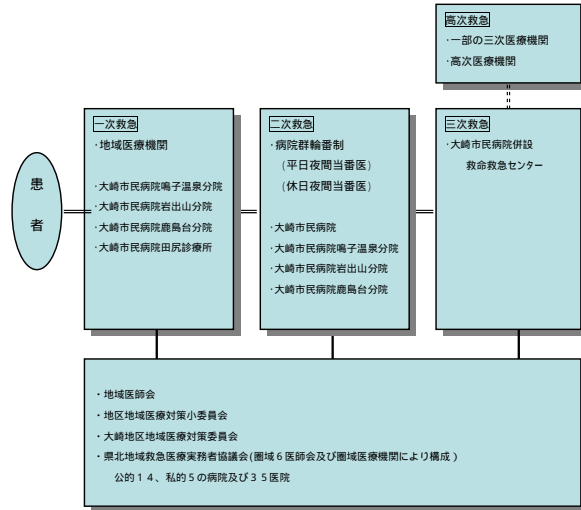 高次救急
·一部の三次医療機関
·高次医療機関
患
者
一次救急
·地域医療機関
·大崎市民病院鳴子温泉分院
·大崎市民病院岩出山分院
·大崎市民病院鹿島台分院
·大崎市民病院田尻診療所
二次救急
·病院群輪番制
(平日夜間当番医)
(休日夜間当番医)
·大崎市民病院
·大崎市民病院鳴子温泉分院
·大崎市民病院岩出山分院
·大崎市民病院鹿島台分院
三次救急
·大崎市民病院併設
救命救急センター
・地域医師会
・地区地域医療対策小委員会
・大崎地区地域医療対策委員会
・県北地域救急医療実務者協議会(圏域６医師会及び圏域医療機関により構成)
公的１４、私的５の病院及び３５医院